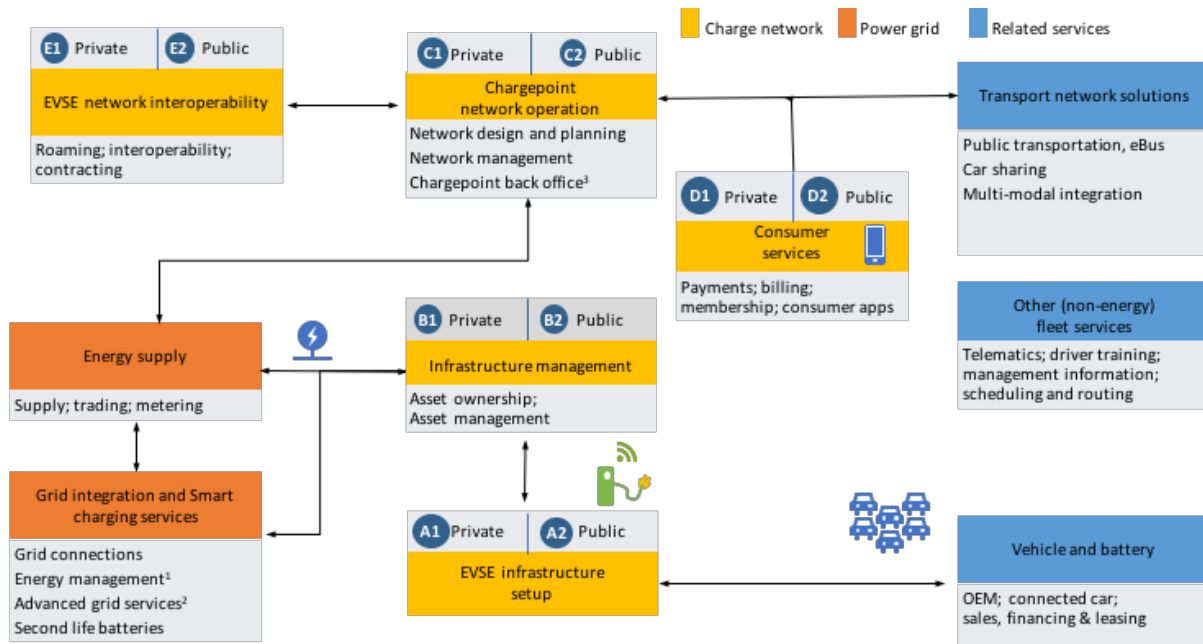 Charge network
Power grid
Related services
E1 Private
E2 Public
EVSE network interoperability
Roaming; interoperability;
contracting
C1 Private
C2 Public
Chargepoint
network operation
Network design and planning
Network management
Chargepoint back office³
Transport network solutions
Public transportation, eBus
Car sharing
Multi-modal integration
D1 Private
D2 Public
Consumer
services
Payments; billing;
membership; consumer apps
Other (non-energy)
fleet services
Telematics; driver training;
management information;
scheduling and routing
Energy supply
Supply; trading; metering
B1 Private
B2 Public
Infrastructure management
Asset ownership;
Asset management
Grid integration and Smart
charging services
Grid connections
Energy management¹
Advanced grid services²
Second life batteries
A1 Private
A2 Public
EVSE infrastructure
setup
Vehicle and battery
OEM; connected car;
sales, financing & leasing